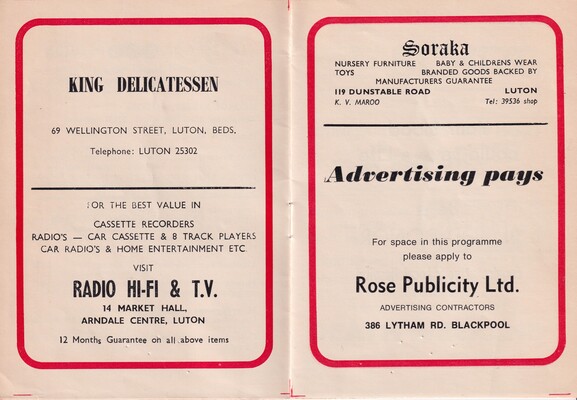 KING DELICATESSEN
69 WELLINGTON STREET, LUTON, BEDS.
Telephone: LUTON 25302
FOR THE BEST VALUE IN
CASSETTE RECORDERS
RADIO'S — CAR CASSETTE & 8 TRACK PLAYERS
CAR RADIO'S & HOME ENTERTAINMENT ETC.
VISIT
RADIO HI-FI & T.V.
14 MARKET HALL,
ARNDALE CENTRE, LUTON
12 Months Guarantee on all above items
Soraka
NURSERY FURNITURE BABY & CHILDRENS WEAR
TOYS BRANDED GOODS BACKED BY
MANUFACTURERS GUARANTEE
119 DUNSTABLE ROAD LUTON
K. V. MAROO Tel: 39536 shop
Advertising pays
For space in this programme
please apply to
Rose Publicity Ltd.
ADVERTISING CONTRACTORS
386 LYTHAM RD. BLACKPOOL